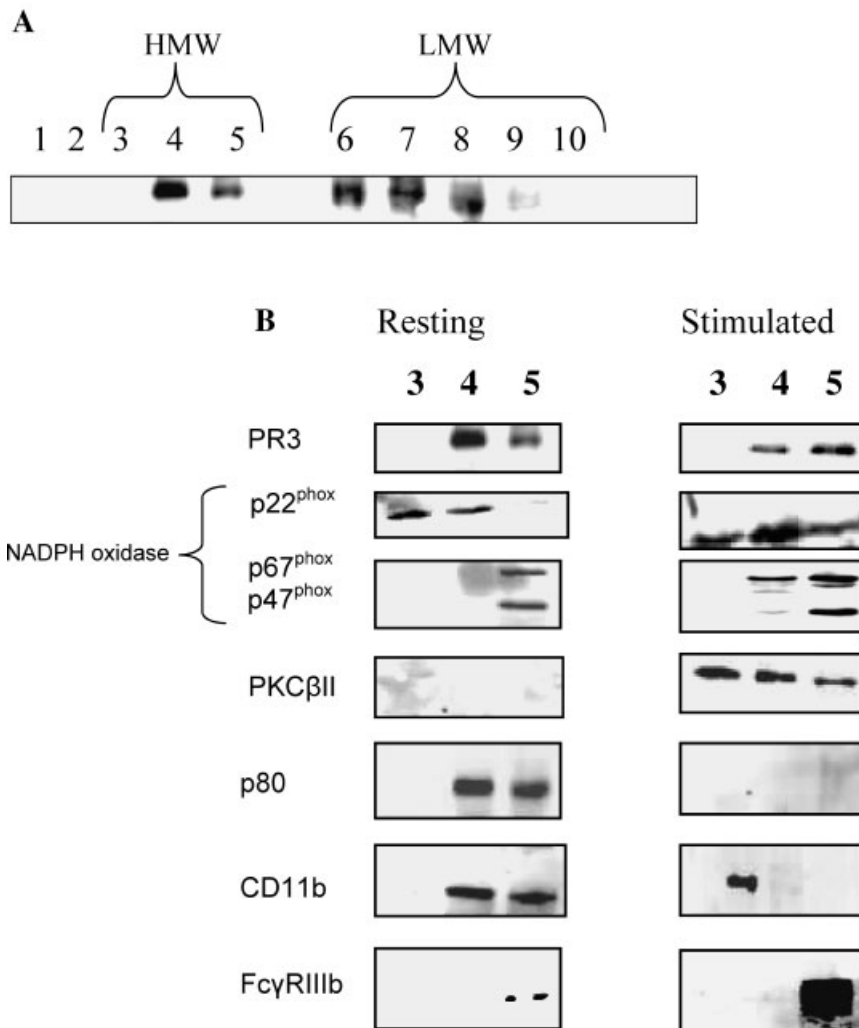 A
HMW LMW
1 2 3 4 5 6 7 8 9 10
B Resting Stimulated
3 4 5 3 4 5
PR3
p22phox
NADPH oxidase
p67phox
p47phox
PKCβII
p80
CD11b
FcγRIIIb